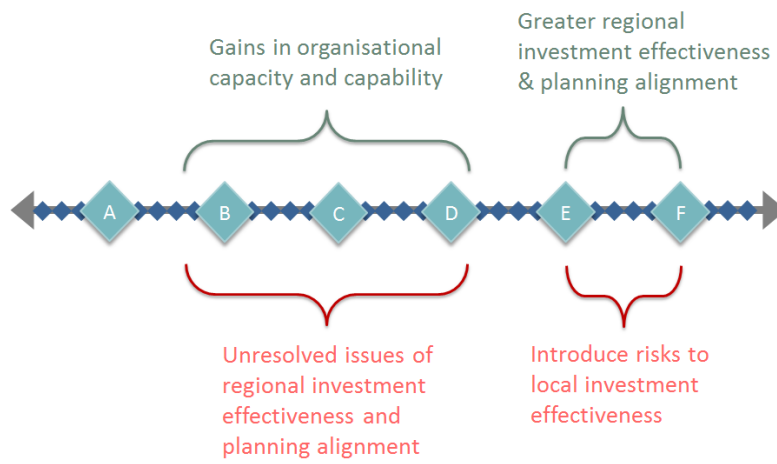 Gains in organisational
capacity and capability
Greater regional
investment effectiveness
& planning alignment
A
B
C
D
E
F
Unresolved issues of
regional investment
effectiveness and
planning alignment
Introduce risks to
local investment
effectiveness